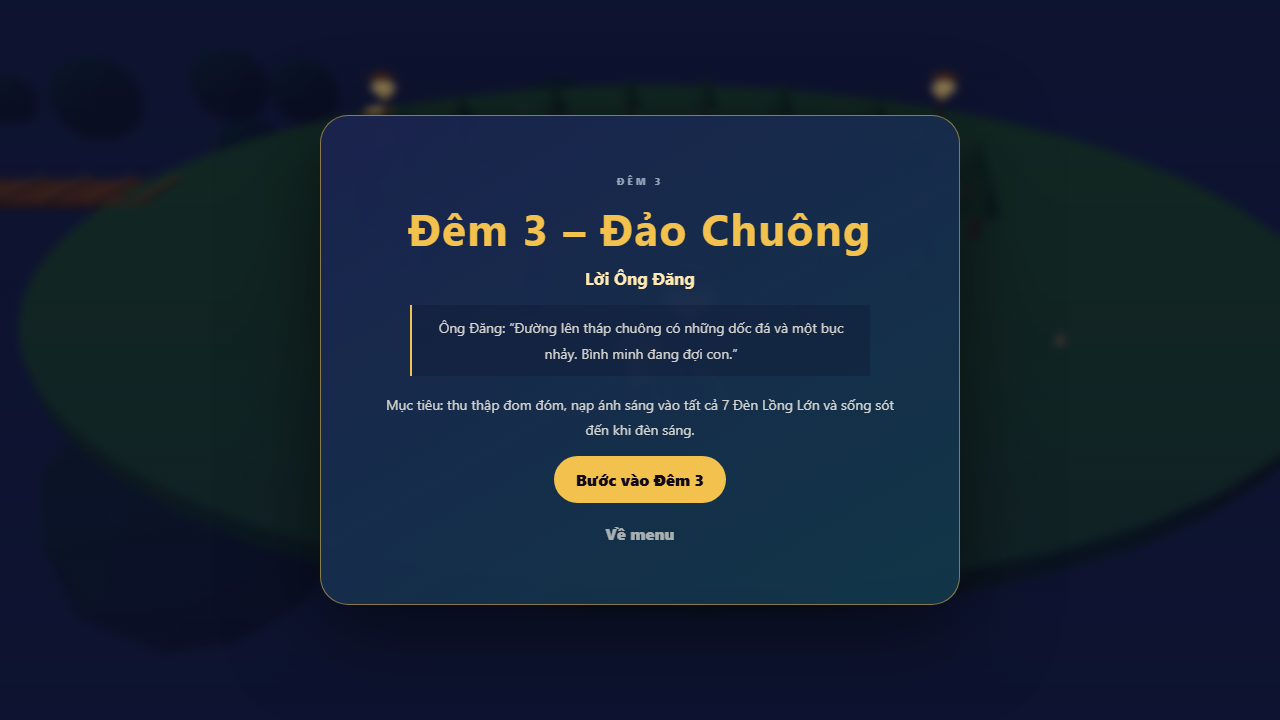 ĐÊM 3
Đêm 3 – Đảo Chuông
Lời Ông Đăng
Ông Đăng: “Đường lên tháp chuông có những dốc đá và một bục
nhảy. Bình minh đang đợi con.”
Mục tiêu: thu thập đom đóm, nạp ánh sáng vào tất cả 7 Đèn Lồng Lớn và sống sót
đến khi đèn sáng.
Bước vào Đêm 3
Về menu